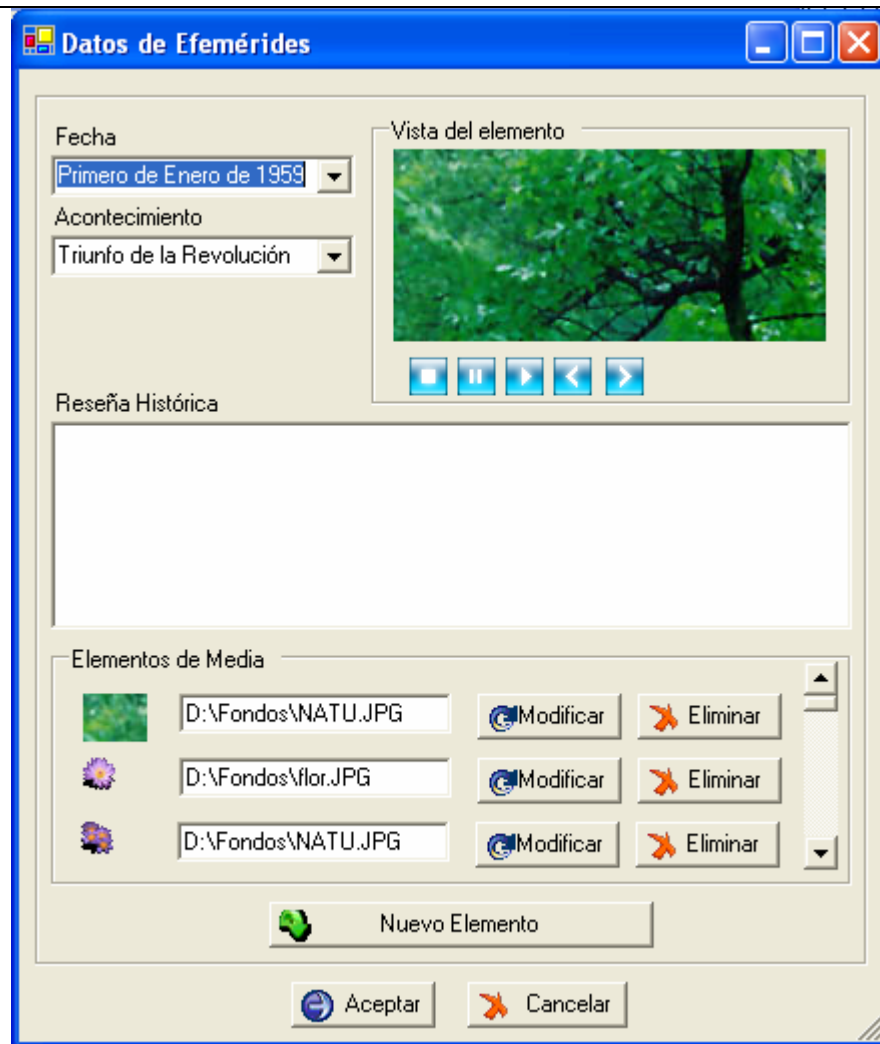 Datos de Efemérides
Fecha
Primero de Enero de 1959
Acontecimiento
Triunfo de la Revolución
Vista del elemento
Reseña Histórica
Elementos de Media
D:\Fondos\NATU.JPG
Modificar
Eliminar
D:\Fondos\flor.JPG
Modificar
Eliminar
D:\Fondos\NATU.JPG
Modificar
Eliminar
Nuevo Elemento
Aceptar
Cancelar